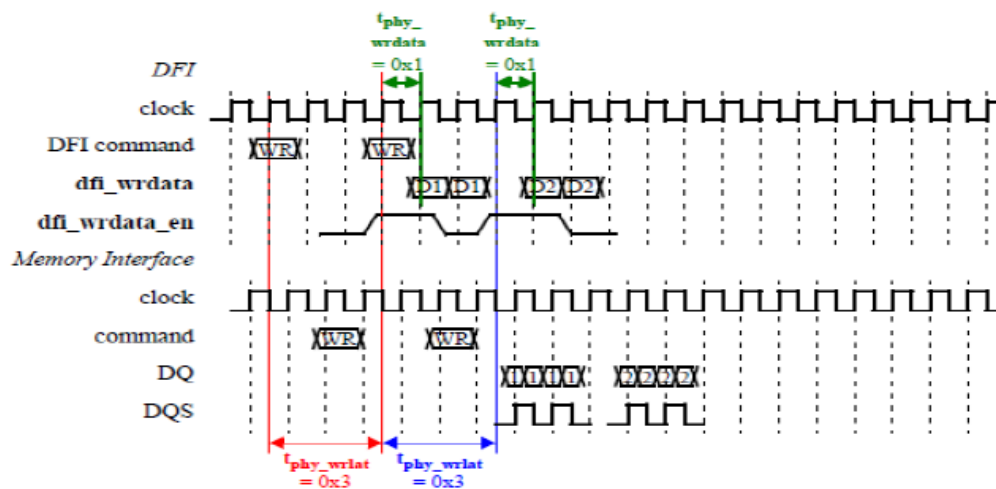 tphy_ tphy_
wrdata wrdata
= 0x1 = 0x1
DFI
clock
DFI command WR WR
dfi_wrdata D1 D1 D2 D2
dfi_wrdata_en
Memory Interface
clock
command WR WR
DQ 1 1 1 1 2 2 2 2
DQS
tphy_wrlat tphy_wrlat
= 0x3 = 0x3